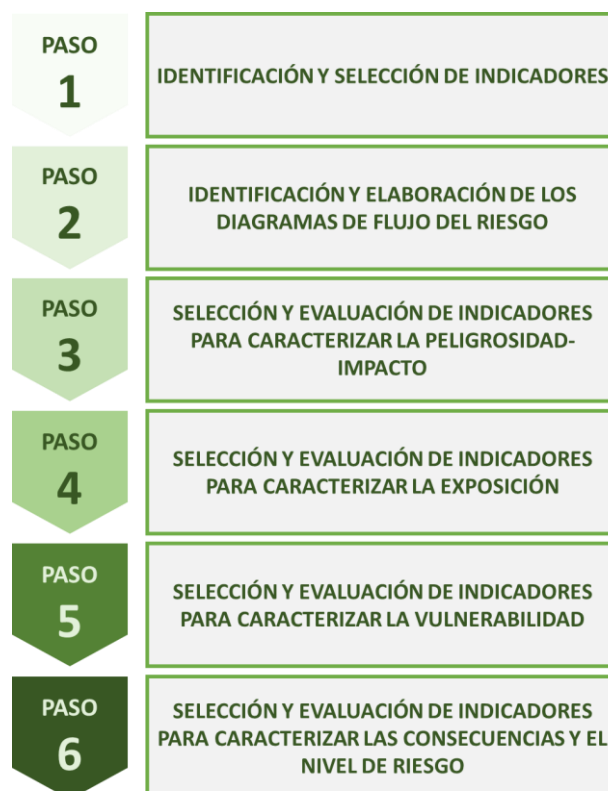 PASO
1
IDENTIFICACIÓN Y SELECCIÓN DE INDICADORES
PASO
2
IDENTIFICACIÓN Y ELABORACIÓN DE LOS
DIAGRAMAS DE FLUJO DEL RIESGO
PASO
3
SELECCIÓN Y EVALUACIÓN DE INDICADORES
PARA CARACTERIZAR LA PELIGROSIDAD-
IMPACTO
PASO
4
SELECCIÓN Y EVALUACIÓN DE INDICADORES
PARA CARACTERIZAR LA EXPOSICIÓN
PASO
5
SELECCIÓN Y EVALUACIÓN DE INDICADORES
PARA CARACTERIZAR LA VULNERABILIDAD
PASO
6
SELECCIÓN Y EVALUACIÓN DE INDICADORES
PARA CARACTERIZAR LAS CONSECUENCIAS Y EL
NIVEL DE RIESGO